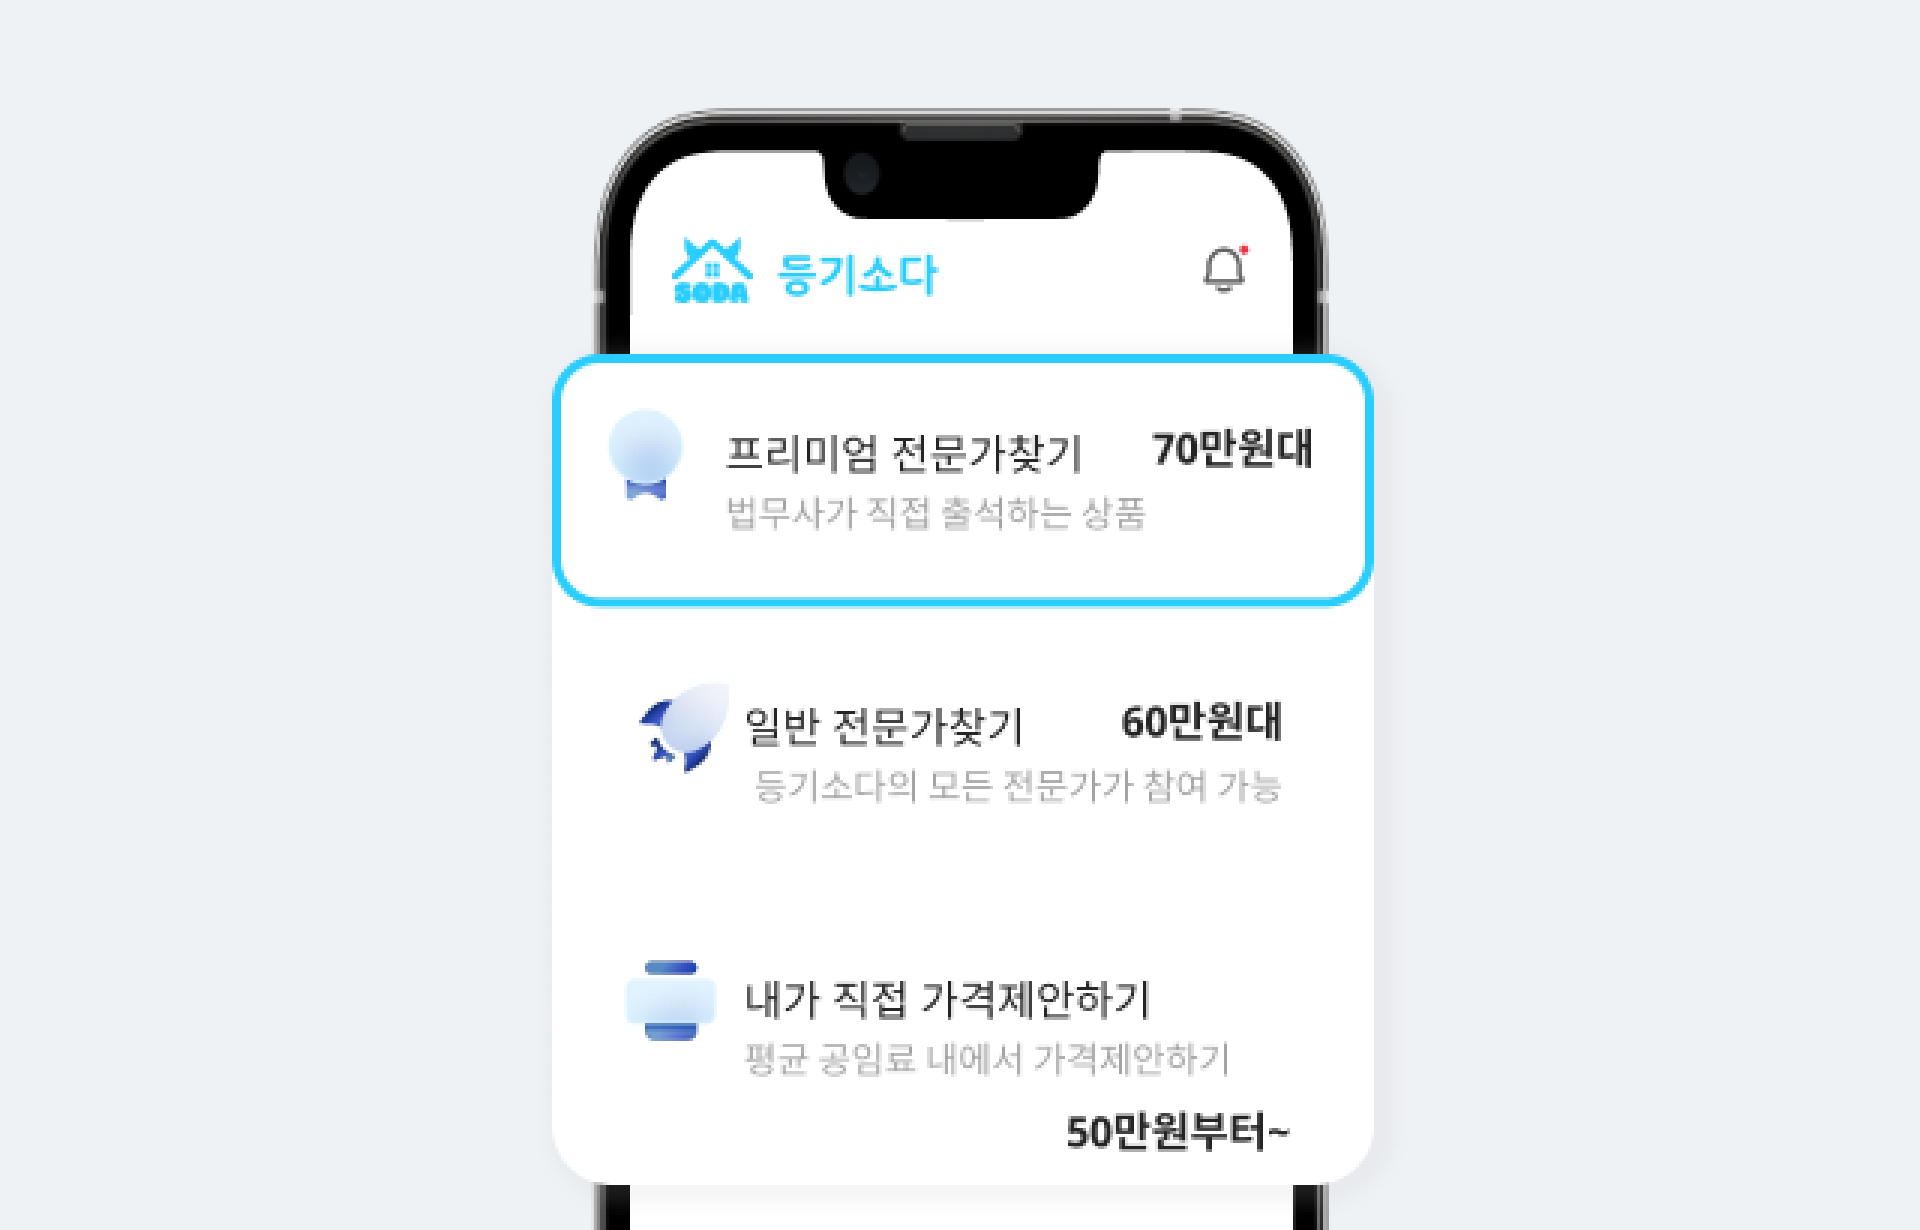 SODA 등기소다
프리미엄 전문가찾기 70만원대
법무사가 직접 출석하는 상품
일반 전문가찾기 60만원대
등기소다의 모든 전문가가 참여 가능
내가 직접 가격제안하기
평균 공임료 내에서 가격제안하기
50만원부터~